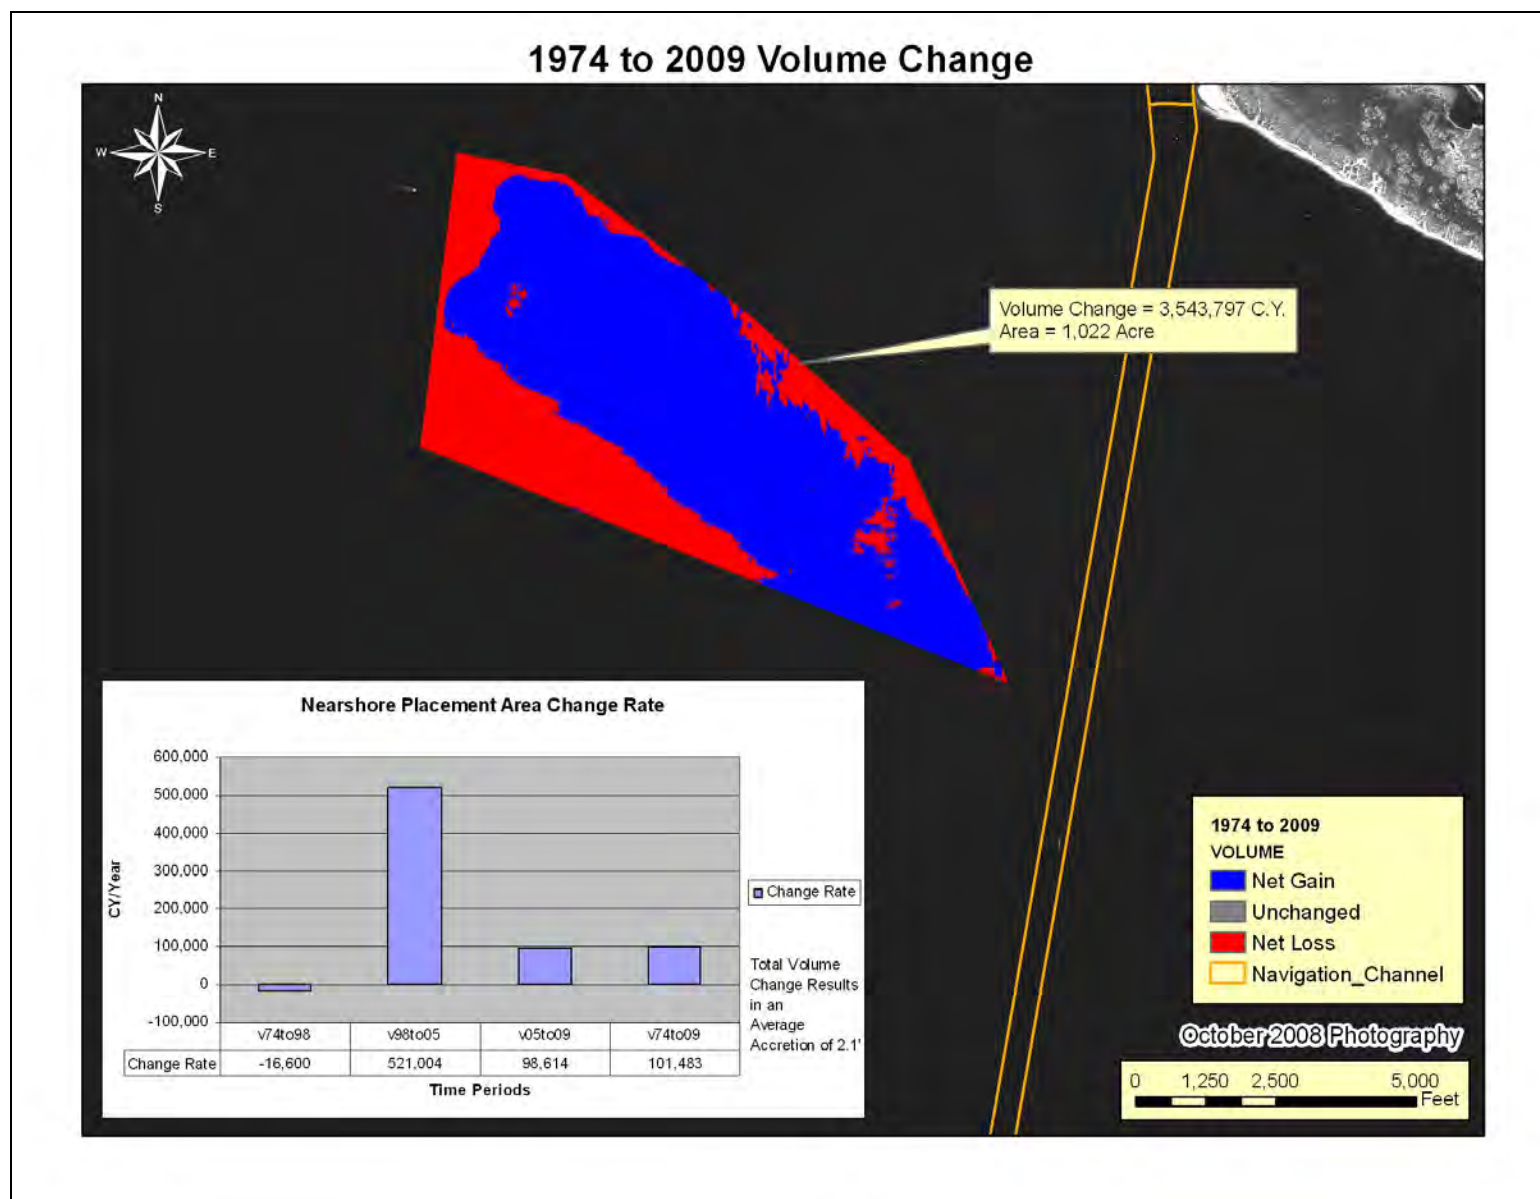 1974 to 2009 Volume Change
N
W
E
S
Volume Change = 3,543,797 C.Y.
Area = 1,022 Acre
Nearshore Placement Area Change Rate
600,000
500,000
400,000
300,000
200,000
100,000
0
-100,000
CY/Year
v74to98 v98to05 v05to09 v74to09
Change Rate -16,600 521,004 98,614 101,483
Time Periods
Change Rate
Total Volume
Change Results
in an
Average
Accretion of 2.1'
1974 to 2009
VOLUME
Net Gain
Unchanged
Net Loss
Navigation_Channel
October 2008 Photography
0 1,250 2,500 5,000
Feet